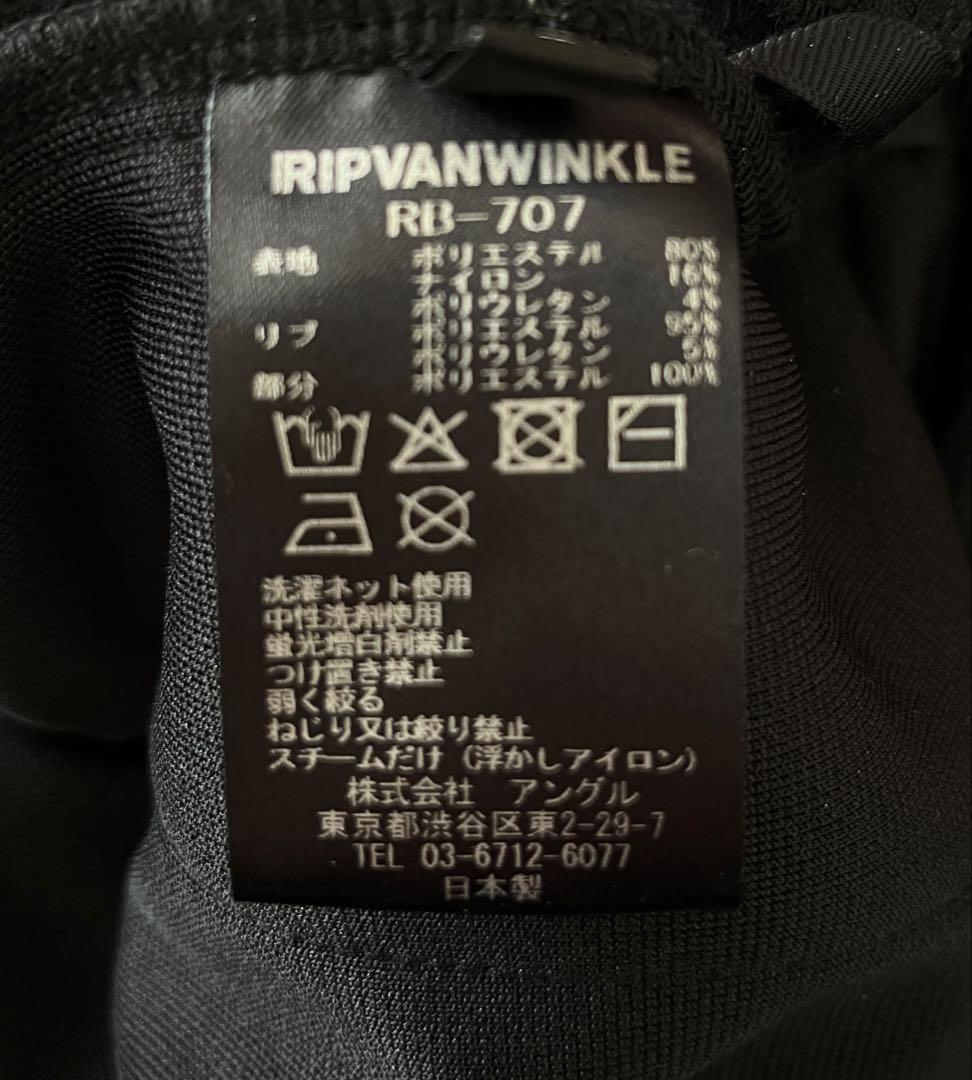 RIPVANWINKLE
RB-707
表地 ポリエステル 80%
ナイロン 16%
ポリウレタン 4%
リブ ポリエステル 95%
ポリウレタン 5%
部分 ポリエステル 100%
洗濯ネット使用
中性洗剤使用
蛍光増白剤禁止
つけ置き禁止
弱く絞る
ねじり又は絞り禁止
スチームだけ (浮かしアイロン)
株式会社 アングル
東京都渋谷区東2-29-7
TEL 03-6712-6077
日本製